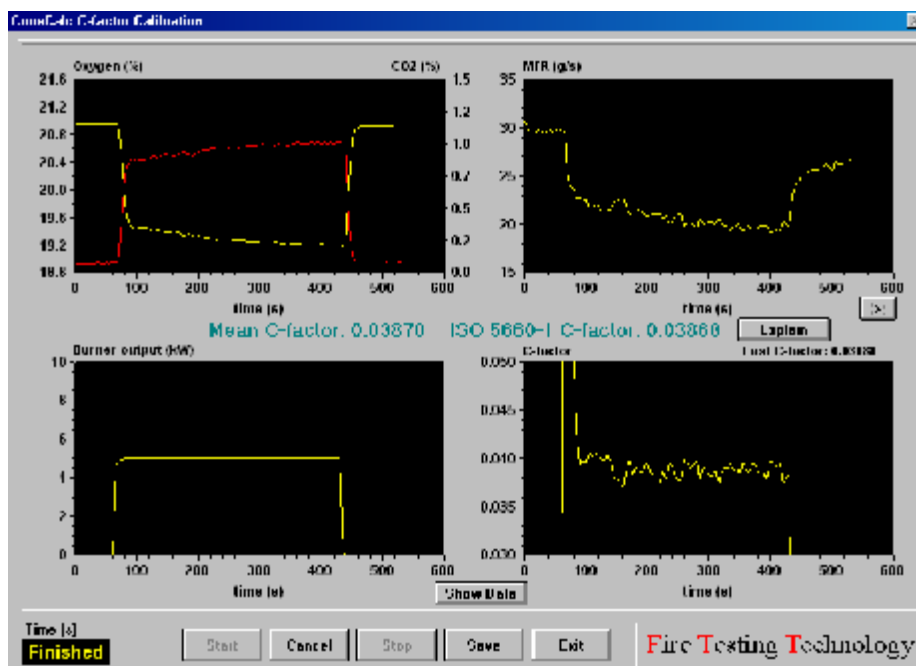 ConeCalc C-factor Calibration
Oxygen (%)
CO2 (%)
21.6
21.2
20.8
20.4
20.0
19.6
19.2
18.8
1.5
1.2
1.0
0.7
0.5
0.2
0.0
0 100 200 300 400 500 600
time (s)
MFR (g/s)
35
30
25
20
15
0 100 200 300 400 500 600
time (s)
Mean C-factor: 0.03870 ISO 5660-1 C-factor: 0.03860
Explain
Burner output (kW)
10
8
6
4
2
0
0 100 200 300 400 500 600
time (s)
C-factor
Last C-factor:
0.050
0.045
0.040
0.035
0.030
0 100 200 300 400 500 600
time (s)
Show Data
Time [s]
Finished
Start
Cancel
Stop
Save
Exit
Fire Testing Technology